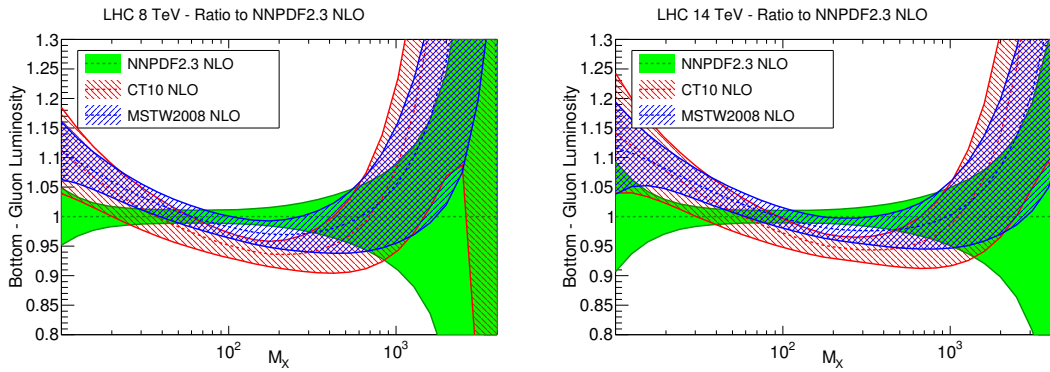 LHC 8 TeV - Ratio to NNPDF2.3 NLO
1.3
1.25
1.2
1.15
1.1
1.05
1
0.95
0.9
0.85
0.8
Bottom - Gluon Luminosity
NNPDF2.3 NLO
CT10 NLO
MSTW2008 NLO
10²
10³
M_X
LHC 14 TeV - Ratio to NNPDF2.3 NLO
1.3
1.25
1.2
1.15
1.1
1.05
1
0.95
0.9
0.85
0.8
Bottom - Gluon Luminosity
NNPDF2.3 NLO
CT10 NLO
MSTW2008 NLO
10²
10³
M_X